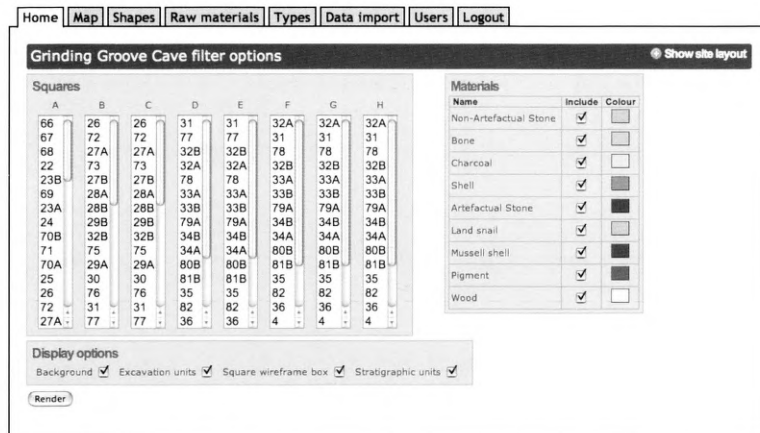 Home Map Shapes Raw materials Types Data import Users Logout
Grinding Groove Cave filter options
Show site layout
Squares
A B C D E F G H
66 26 26 31 31 32A 32A 32A
67 72 72 77 77 31 31 31
68 27A 27A 32B 32B 78 78 78
22 73 73 32A 32A 32B 32B 32B
23B 27B 27B 78 78 33A 33A 33A
69 28A 28A 33A 33A 33B 33B 33B
23A 28B 28B 33B 33B 79A 79A 79A
24 29B 29B 79A 79A 34B 34B 34B
70B 32B 32B 34B 34B 34A 34A 34A
71 75 75 34A 34A 80B 80B 80B
70A 29A 29A 80B 80B 81B 81B 81B
25 30 30 81B 81B 35 35 35
26 76 76 35 35 82 82 82
72 31 31 82 82 36 36 36
27A 77 77 36 36 4 4 4
Materials
Name Include Colour
Non-Artefactual Stone
Bone
Charcoal
Shell
Artefactual Stone
Land snail
Mussell shell
Pigment
Wood
Display options
Background Excavation units Square wireframe box Stratigraphic units
Render